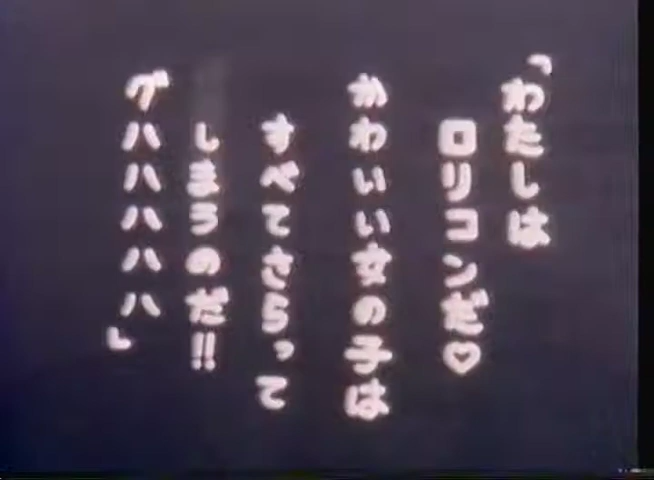 「わたしは
ロリコンだ♡
かわいい女の子は
すべてさらって
しまうのだ!!
グハハハハハ」